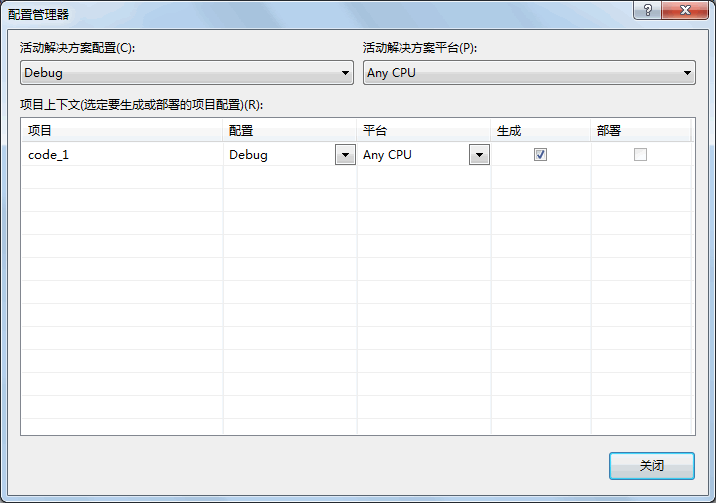 配置管理器
活动解决方案配置(C): 活动解决方案平台(P):
Debug Any CPU
项目上下文(选定要生成或部署的项目配置)(R):
项目 配置 平台 生成 部署
code_1 Debug Any CPU
关闭